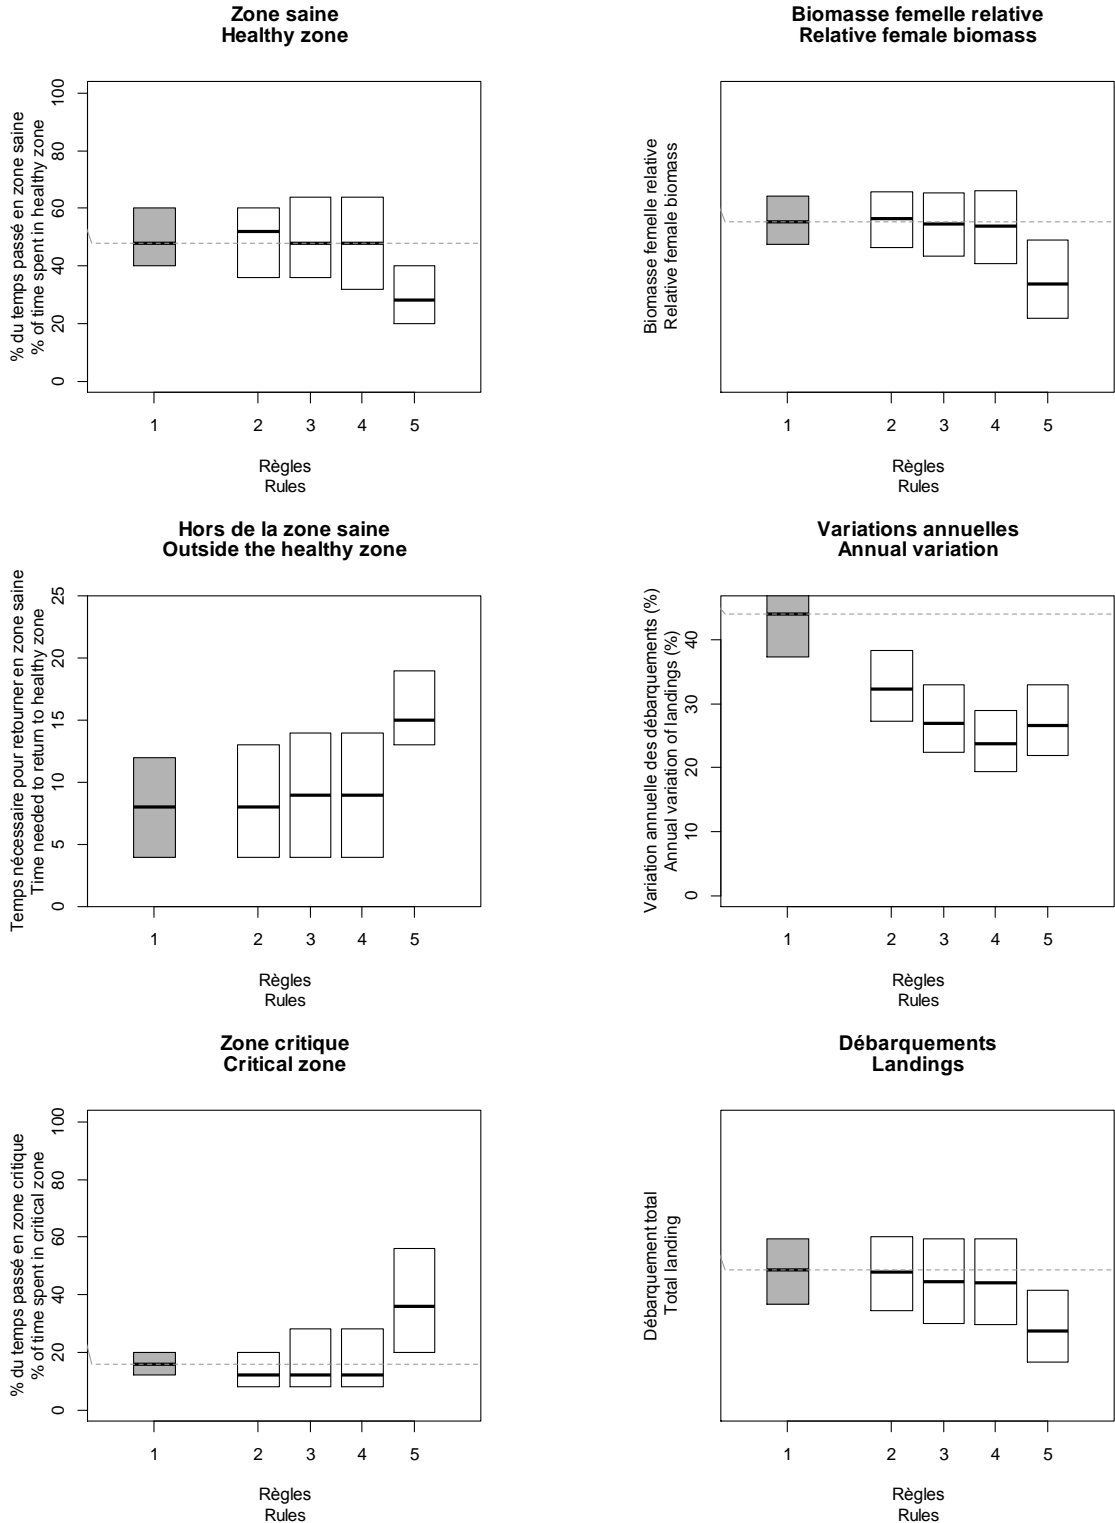 Zone saine
Healthy zone
% du temps passé en zone saine
% of time spent in healthy zone
100
80
60
40
20
0
1 2 3 4 5
Règles
Rules
Biomasse femelle relative
Relative female biomass
Biomasse femelle relative
Relative female biomass
1 2 3 4 5
Règles
Rules
Hors de la zone saine
Outside the healthy zone
Temps nécessaire pour retourner en zone saine
Time needed to return to healthy zone
25
20
15
10
5
0
1 2 3 4 5
Règles
Rules
Variations annuelles
Annual variation
Variation annuelle des débarquements (%)
Annual variation of landings (%)
40
30
20
10
0
1 2 3 4 5
Règles
Rules
Zone critique
Critical zone
% du temps passé en zone critique
% of time spent in critical zone
100
80
60
40
20
0
1 2 3 4 5
Règles
Rules
Débarquements
Landings
Débarquement total
Total landing
1 2 3 4 5
Règles
Rules